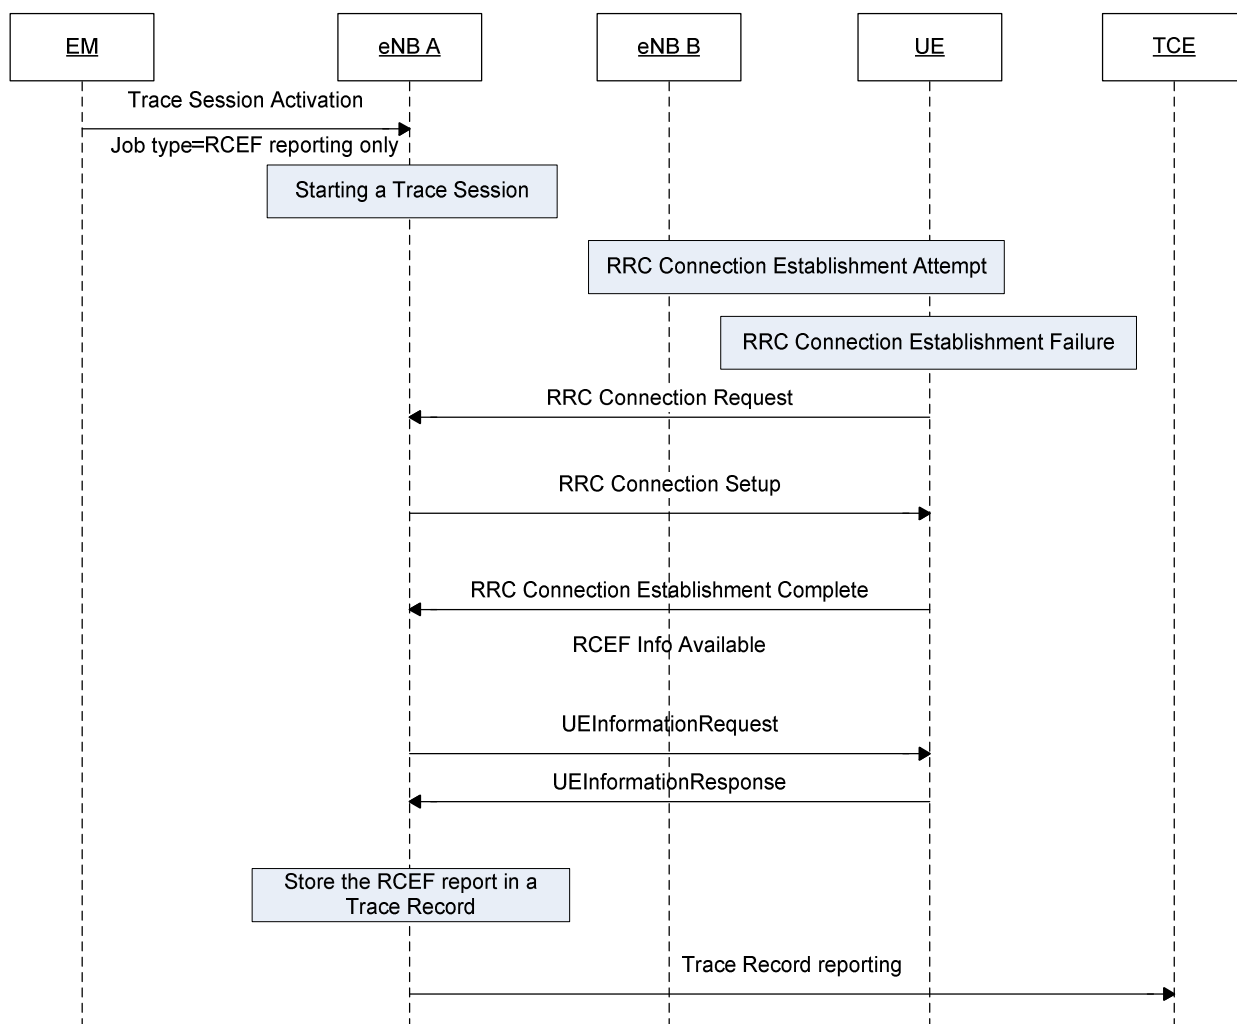 EM
eNB A
eNB B
UE
TCE
Trace Session Activation
Job type=RCEF reporting only
Starting a Trace Session
RRC Connection Establishment Attempt
RRC Connection Establishment Failure
RRC Connection Request
RRC Connection Setup
RRC Connection Establishment Complete
RCEF Info Available
UEInformationRequest
UEInformationResponse
Store the RCEF report in a
Trace Record
Trace Record reporting